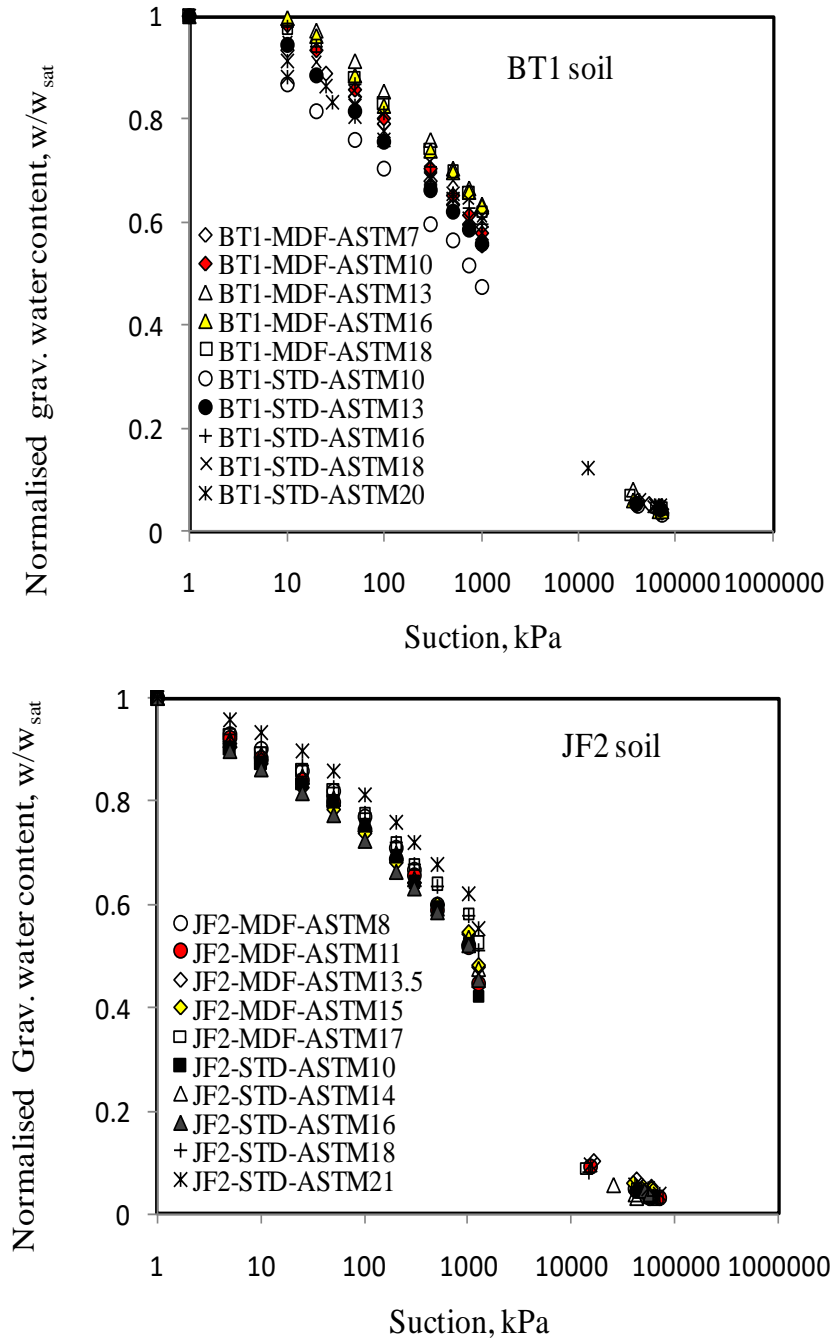 1
BT1 soil
0.8
0.6
0.4
0.2
0
Normalised grav. water content, w/wsat
BT1-MDF-ASTM7
BT1-MDF-ASTM10
BT1-MDF-ASTM13
BT1-MDF-ASTM16
BT1-MDF-ASTM18
BT1-STD-ASTM10
BT1-STD-ASTM13
BT1-STD-ASTM16
BT1-STD-ASTM18
BT1-STD-ASTM20
1 10 100 1000 10000 100000 1000000
Suction, kPa
1
JF2 soil
0.8
0.6
0.4
0.2
0
Normalised Grav. water content, w/wsat
JF2-MDF-ASTM8
JF2-MDF-ASTM11
JF2-MDF-ASTM13.5
JF2-MDF-ASTM15
JF2-MDF-ASTM17
JF2-STD-ASTM10
JF2-STD-ASTM14
JF2-STD-ASTM16
JF2-STD-ASTM18
JF2-STD-ASTM21
1 10 100 1000 10000 100000 1000000
Suction, kPa